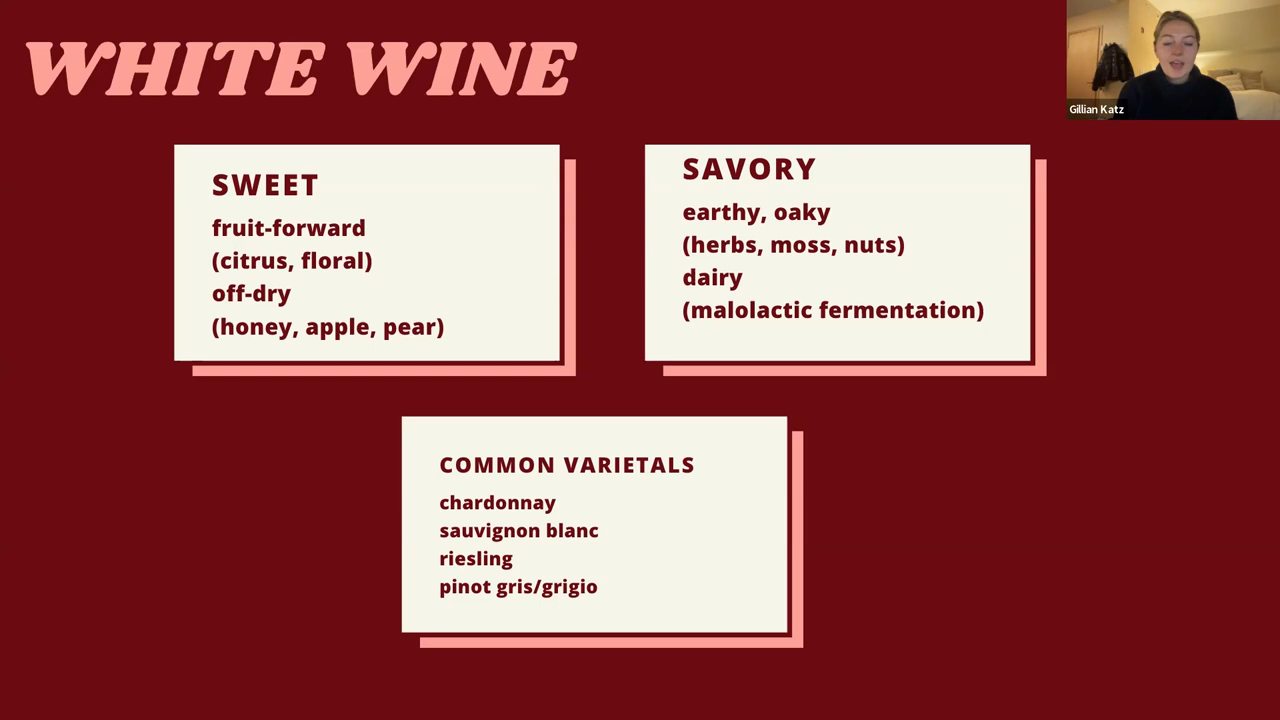 WHITE WINE
Gillian Katz
SWEET
fruit-forward
(citrus, floral)
off-dry
(honey, apple, pear)
SAVORY
earthy, oaky
(herbs, moss, nuts)
dairy
(malolactic fermentation)
COMMON VARIETALS
chardonnay
sauvignon blanc
riesling
pinot gris/grigio